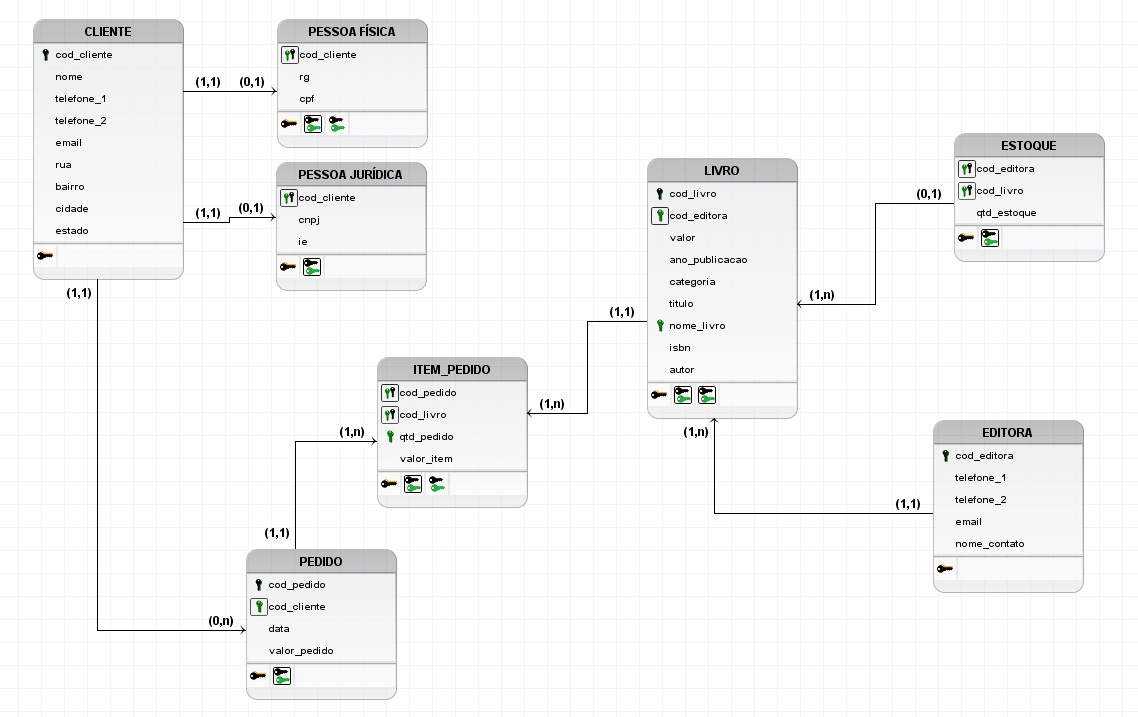 CLIENTE
cod_cliente
nome
telefone_1
telefone_2
email
rua
bairro
cidade
estado
(1,1)
(0,1)
PESSOA FÍSICA
cod_cliente
rg
cpf
(1,1)
(0,1)
PESSOA JURÍDICA
cod_cliente
cnpj
ie
(1,1)
(0,n)
LIVRO
cod_livro
cod_editora
valor
ano_publicacao
categoria
titulo
nome_livro
isbn
autor
ESTOQUE
cod_editora
cod_livro
qtd_estoque
(0,1)
(1,n)
(1,1)
(1,n)
ITEM_PEDIDO
cod_pedido
cod_livro
qtd_pedido
valor_item
(1,n)
(1,1)
EDITORA
cod_editora
telefone_1
telefone_2
email
nome_contato
(1,n)
(1,1)
PEDIDO
cod_pedido
cod_cliente
data
valor_pedido